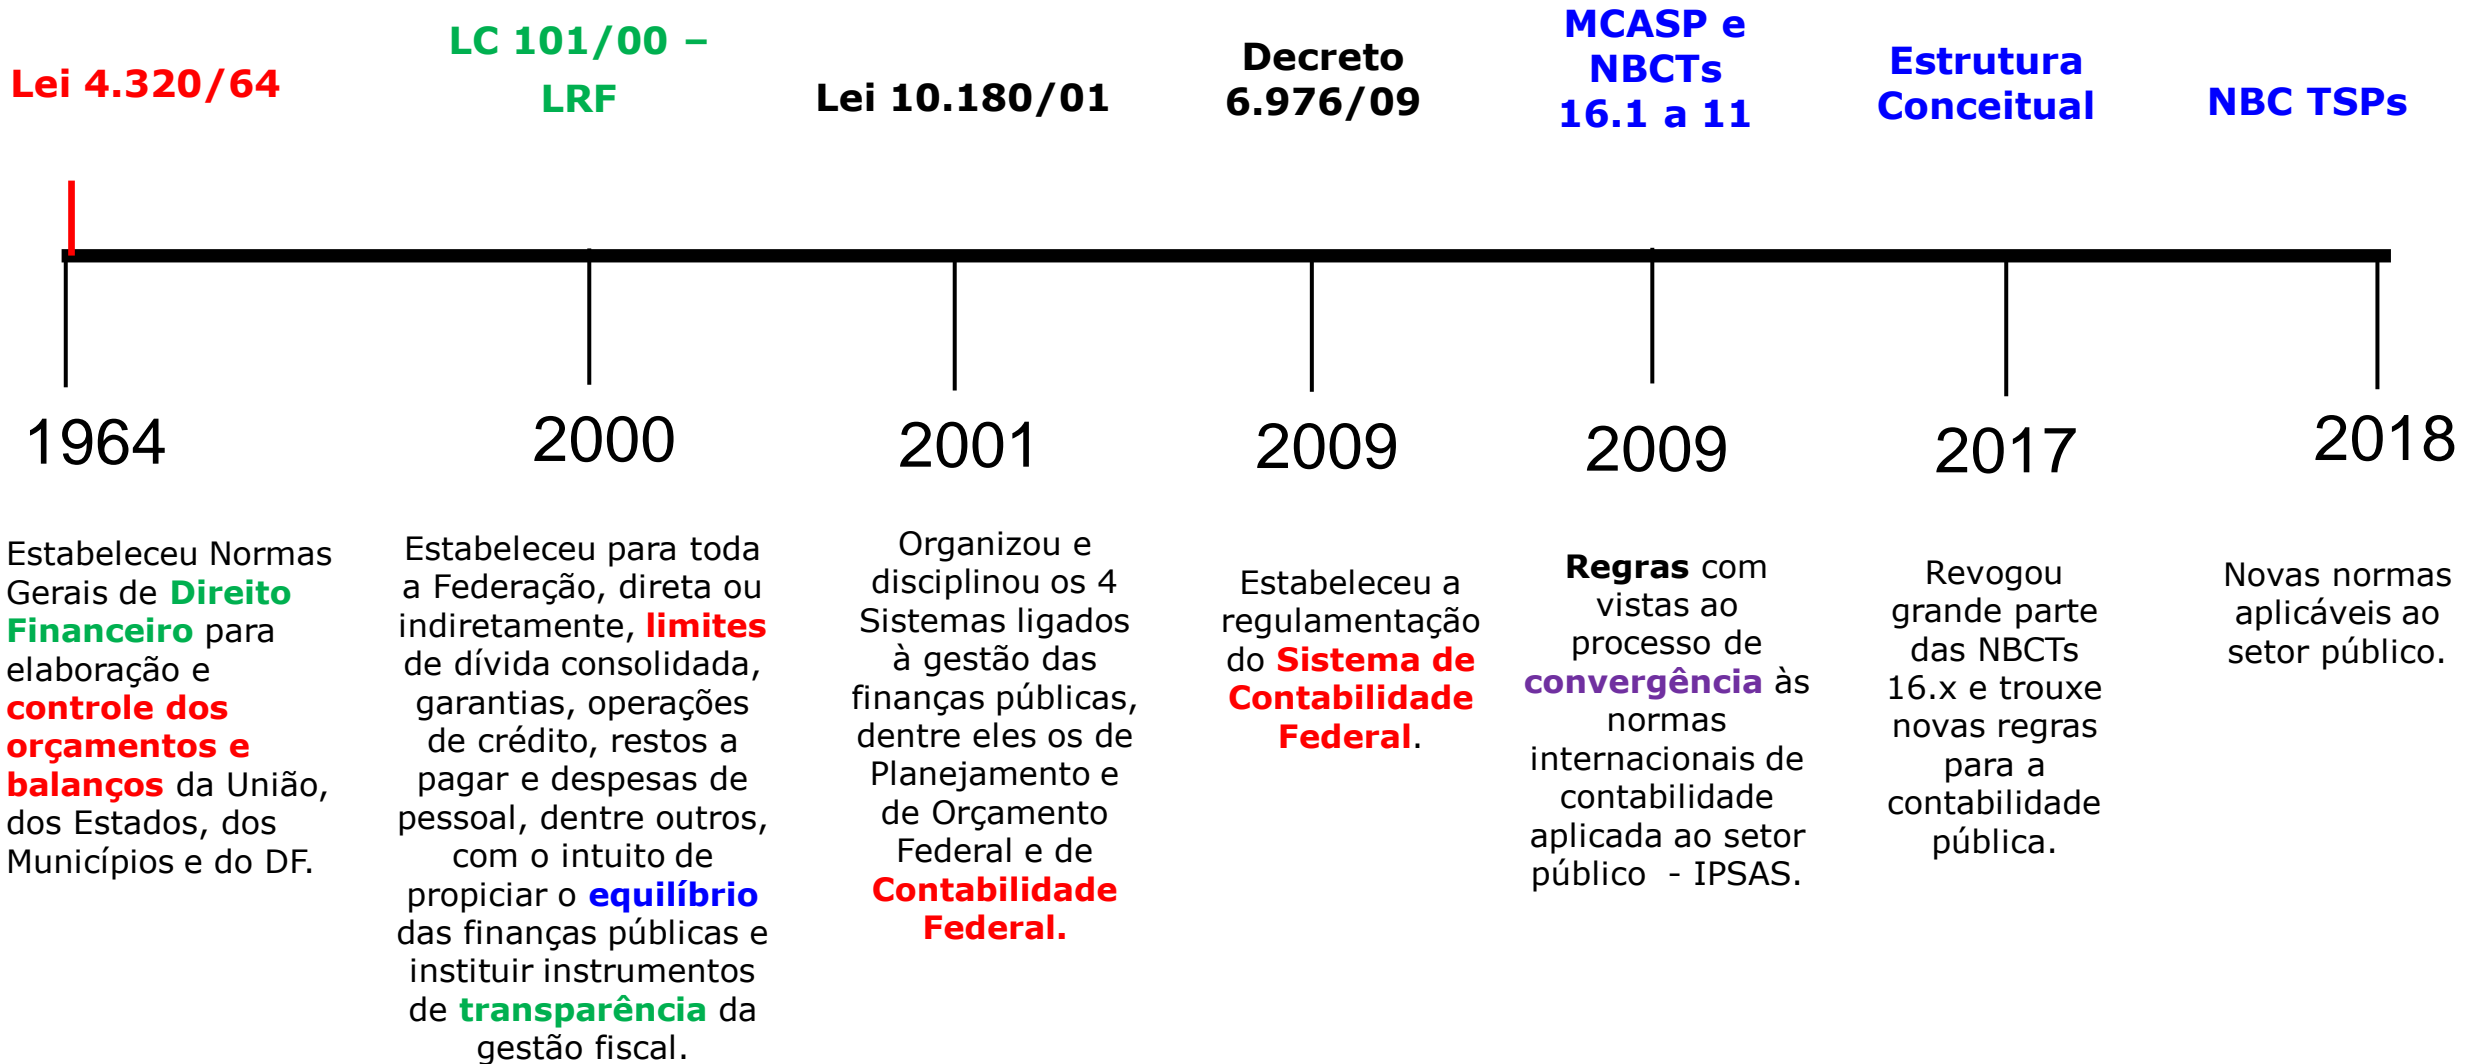 Lei 4.320/64
LC 101/00 –
LRF
Lei 10.180/01
Decreto
6.976/09
MCASP e
NBCTs
16.1 a 11
Estrutura
Conceitual
NBC TSPs
1964
2000
2001
2009
2009
2017
2018
Estabeleceu Normas
Gerais de Direito
Financeiro para
elaboração e
controle dos
orçamentos e
balanços da União,
dos Estados, dos
Municípios e do DF.
Estabeleceu para toda
a Federação, direta ou
indiretamente, limites
de dívida consolidada,
garantias, operações
de crédito, restos a
pagar e despesas de
pessoal, dentre outros,
com o intuito de
propiciar o equilíbrio
das finanças públicas e
instituir instrumentos
de transparência da
gestão fiscal.
Organizou e
disciplinou os 4
Sistemas ligados
à gestão das
finanças públicas,
dentre eles os de
Planejamento e
de Orçamento
Federal e de
Contabilidade
Federal.
Estabeleceu a
regulamentação
do Sistema de
Contabilidade
Federal.
Regras com
vistas ao
processo de
convergência às
normas
internacionais de
contabilidade
aplicada ao setor
público - IPSAS.
Revogou
grande parte
das NBCTs
16.x e trouxe
novas regras
para a
contabilidade
pública.
Novas normas
aplicáveis ao
setor público.